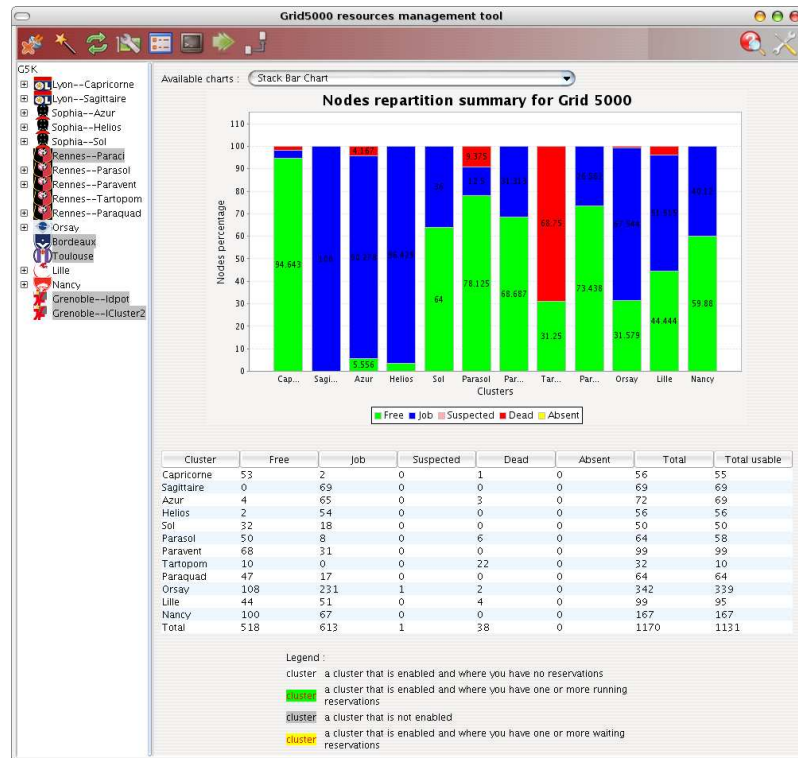 Grid5000 resources management tool
G5K
Lyon--Capricorne
Lyon--Sagittaire
Sophia--Azur
Sophia--Helios
Sophia--Sol
Rennes--Paraci
Rennes--Parasol
Rennes--Paravent
Rennes--Tartopom
Rennes--Paraquad
Orsay
Bordeaux
Toulouse
Lille
Nancy
Grenoble--Idpot
Grenoble--ICluster2
Available charts : Stack Bar Chart
Nodes repartition summary for Grid 5000
Nodes percentage
110
100
90
80
70
60
50
40
30
20
10
0
94.643
4.167
5.556
64
9.375
78.125
68.687
68.75
31.25
73.438
31.579
44.444
59.88
Cap... Sagi... Azur Helios Sol Parasol Par... Tar... Par... Orsay Lille Nancy
Clusters
Free Job Suspected Dead Absent
Cluster Free Job Suspected Dead Absent Total Total usable
Capricorne 53 2 0 1 0 56 55
Sagittaire 0 69 0 0 0 69 69
Azur 4 65 0 3 0 72 69
Helios 2 54 0 0 0 56 56
Sol 32 18 0 0 0 50 50
Parasol 50 8 0 6 0 64 58
Paravent 68 31 0 0 0 99 99
Tartopom 10 0 0 22 0 32 10
Paraquad 47 17 0 0 0 64 64
Orsay 108 231 1 2 0 342 339
Lille 44 51 0 4 0 99 95
Nancy 100 67 0 0 0 167 167
Total 518 613 1 38 0 1170 1131
Legend :
cluster a cluster that is enabled and where you have no reservations
cluster a cluster that is enabled and where you have one or more running
reservations
cluster a cluster that is not enabled
cluster a cluster that is enabled and where you have one or more waiting
reservations